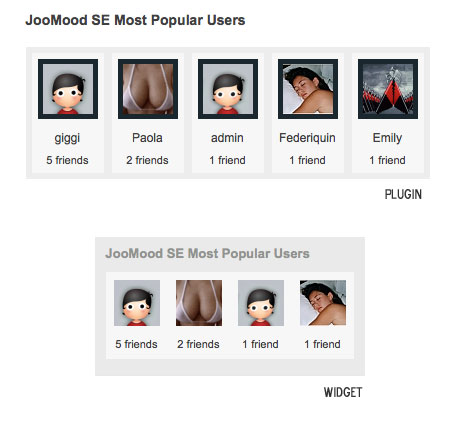 JooMood SE Most Popular Users
giggi Paola admin Federiquin Emily
5 friends 2 friends 1 friend 1 friend 1 friend
PLUGIN
JooMood SE Most Popular Users
5 friends 2 friends 1 friend 1 friend
WIDGET